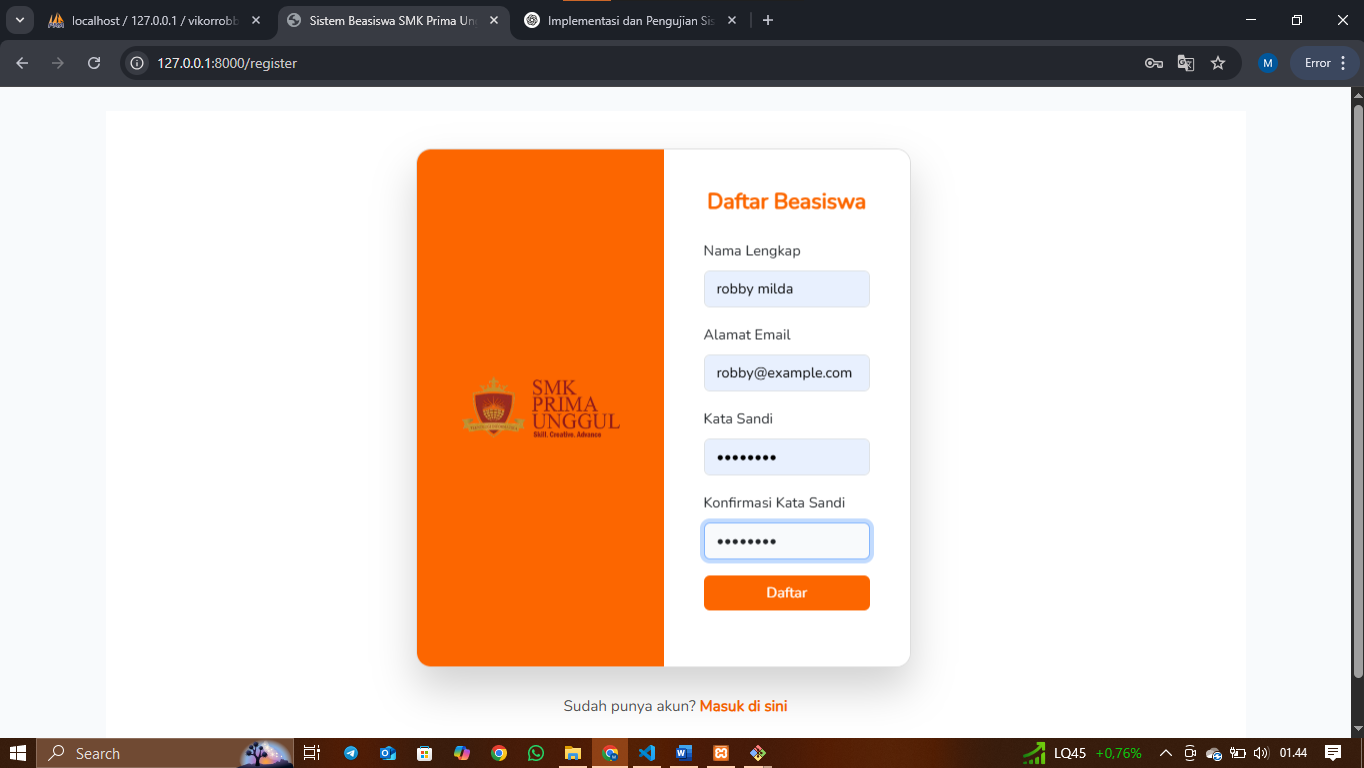 localhost / 127.0.0.1 / vikorrobb
Sistem Beasiswa SMK Prima Un
Implementasi dan Pengujian Sis
127.0.0.1:8000/register
M
Error
Daftar Beasiswa
Nama Lengkap
robby milda
Alamat Email
robby@example.com
Kata Sandi
••••••••
Konfirmasi Kata Sandi
••••••••
Daftar
SMK
PRIMA
UNGGUL
Skill. Creative. Advance
Sudah punya akun? Masuk di sini
Search
LQ45 +0,76%
01.44